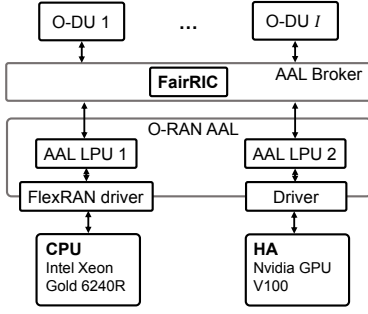 O-DU 1 ... O-DU I
AAL Broker
FairRIC
O-RAN AAL
AAL LPU 1 AAL LPU 2
FlexRAN driver Driver
CPU
Intel Xeon
Gold 6240R
HA
Nvidia GPU
V100